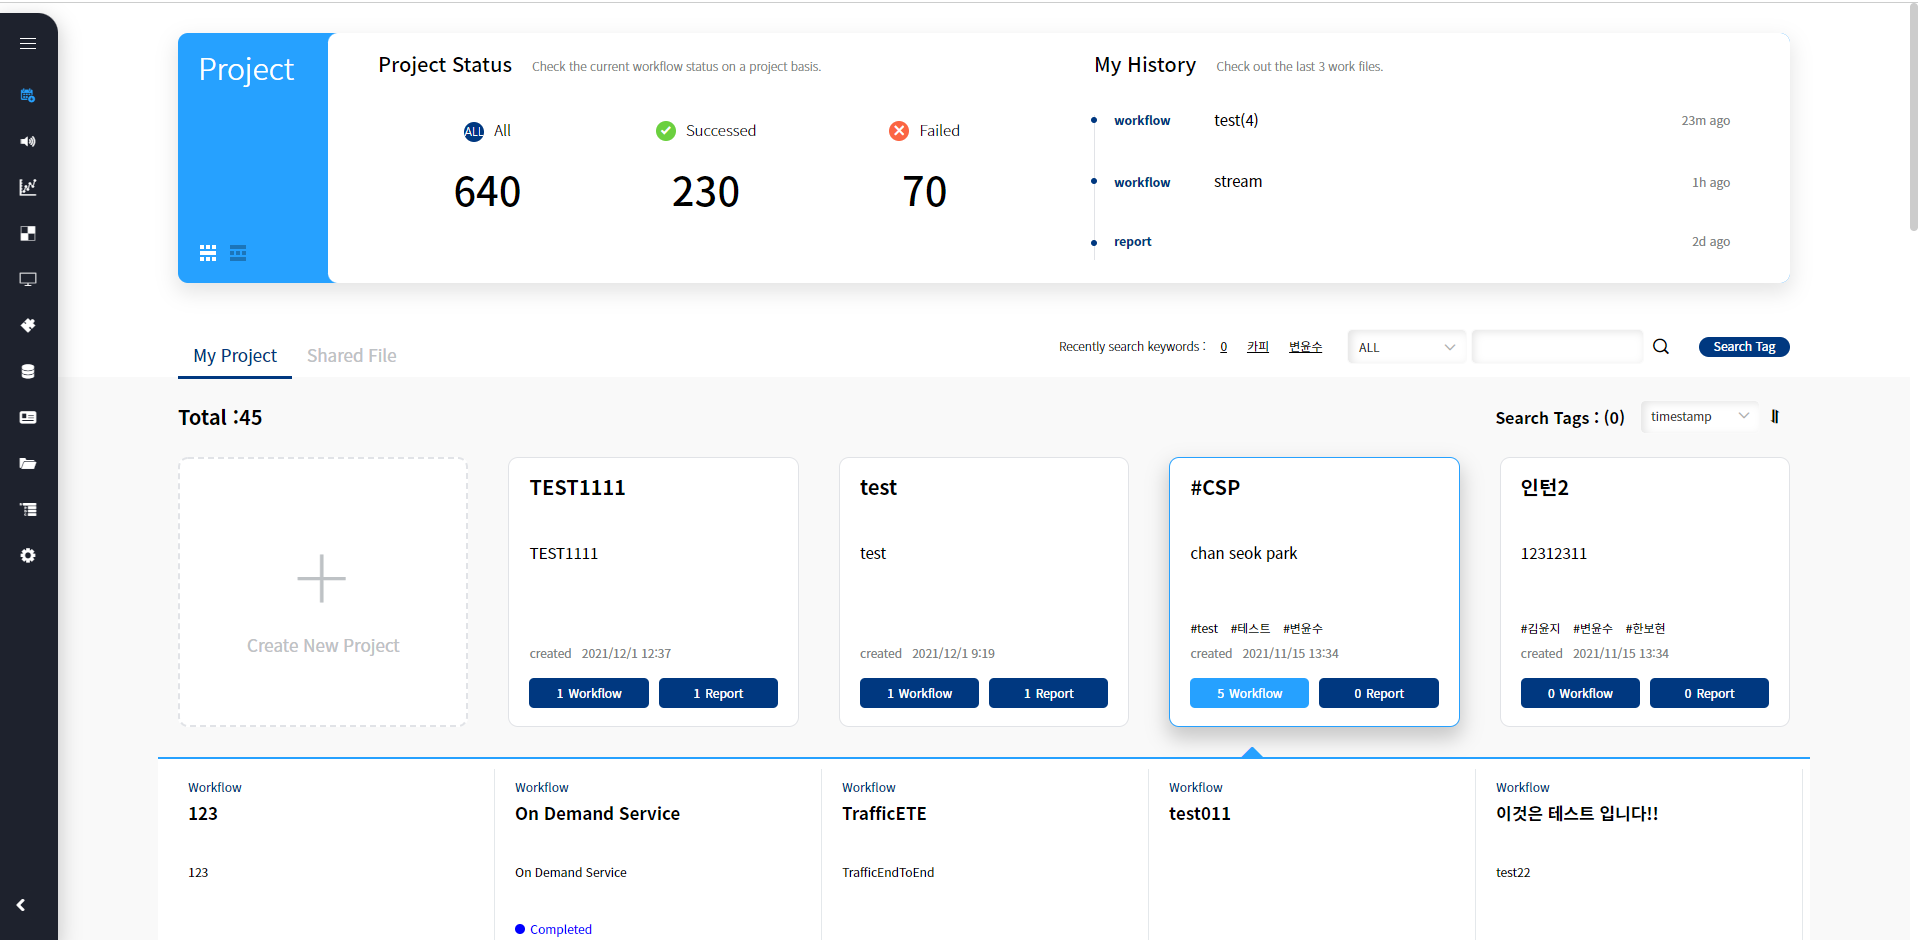 Project
Project Status Check the current workflow status on a project basis.
ALL All
Successed
Failed
640
230
70
My History Check out the last 3 work files.
workflow test(4) 23m ago
workflow stream 1h ago
report 2d ago
My Project Shared File
Recently search keywords : 0 카피 변윤수 ALL Search Tag
Total :45
Search Tags : (0) timestamp
Create New Project
TEST1111
TEST1111
created 2021/12/1 12:37
1 Workflow 1 Report
test
test
created 2021/12/1 9:19
1 Workflow 1 Report
#CSP
chan seok park
#test #테스트 #변윤수
created 2021/11/15 13:34
5 Workflow 0 Report
인턴2
12312311
#김윤지 #변윤수 #한보현
created 2021/11/15 13:34
0 Workflow 0 Report
Workflow
123
123
Workflow
On Demand Service
On Demand Service
Completed
Workflow
TrafficETE
TrafficEndToEnd
Workflow
test011
Workflow
이것은 테스트 입니다!!
test22